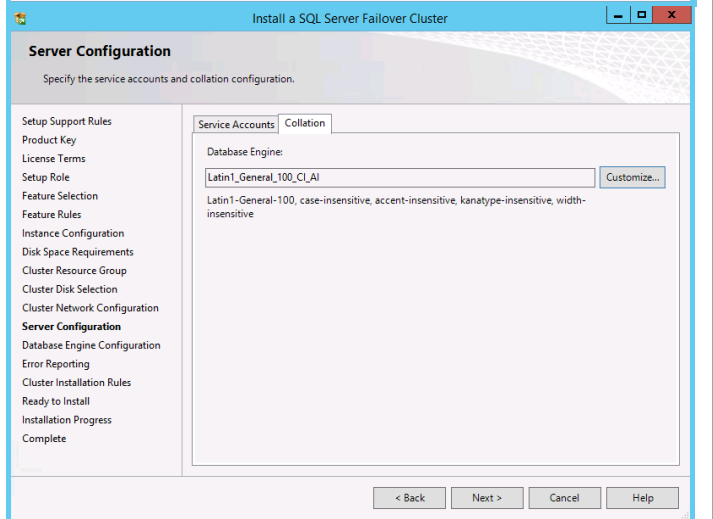 Install a SQL Server Failover Cluster
Server Configuration
Specify the service accounts and collation configuration.
Setup Support Rules
Product Key
License Terms
Setup Role
Feature Selection
Feature Rules
Instance Configuration
Disk Space Requirements
Cluster Resource Group
Cluster Disk Selection
Cluster Network Configuration
Server Configuration
Database Engine Configuration
Error Reporting
Cluster Installation Rules
Ready to Install
Installation Progress
Complete
Service Accounts
Collation
Database Engine:
Latin1_General_100_CI_AI
Customize...
Latin1-General-100, case-insensitive, accent-insensitive, kanatype-insensitive, width-
insensitive
< Back
Next >
Cancel
Help